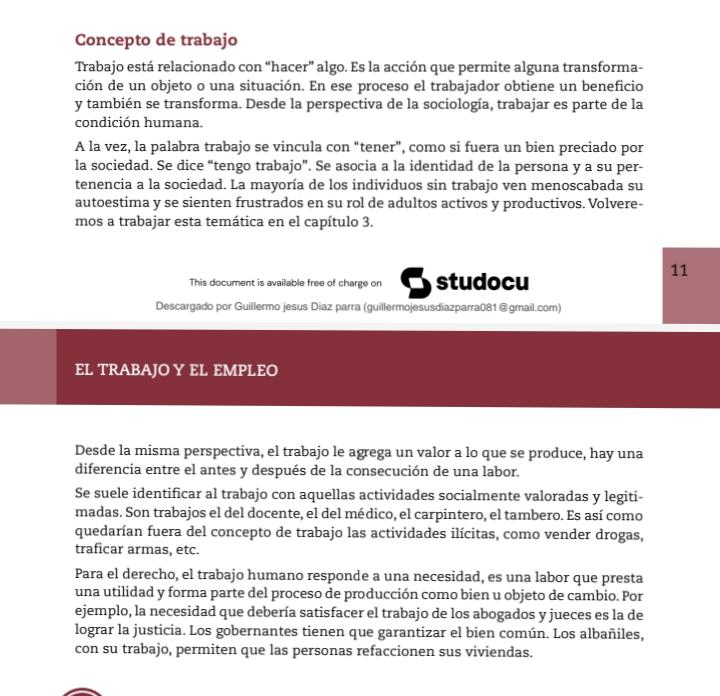 Concepto de trabajo
Trabajo está relacionado con “hacer” algo. Es la acción que permite alguna transforma-
ción de un objeto o una situación. En ese proceso el trabajador obtiene un beneficio
y también se transforma. Desde la perspectiva de la sociología, trabajar es parte de la
condición humana.
A la vez, la palabra trabajo se vincula con “tener”, como si fuera un bien preciado por
la sociedad. Se dice “tengo trabajo”. Se asocia a la identidad de la persona y a su per-
tenencia a la sociedad. La mayoría de los individuos sin trabajo ven menoscabada su
autoestima y se sienten frustrados en su rol de adultos activos y productivos. Volvere-
mos a trabajar esta temática en el capítulo 3.
11
This document is available free of charge on studocu
Descargado por Guillermo jesus Diaz parra (guillermojesusdiazparra081@gmail.com)
EL TRABAJO Y EL EMPLEO
Desde la misma perspectiva, el trabajo le agrega un valor a lo que se produce, hay una
diferencia entre el antes y después de la consecución de una labor.
Se suele identificar al trabajo con aquellas actividades socialmente valoradas y legiti-
madas. Son trabajos el del docente, el del médico, el carpintero, el tambero. Es así como
quedarían fuera del concepto de trabajo las actividades ilícitas, como vender drogas,
traficar armas, etc.
Para el derecho, el trabajo humano responde a una necesidad, es una labor que presta
una utilidad y forma parte del proceso de producción como bien u objeto de cambio. Por
ejemplo, la necesidad que debería satisfacer el trabajo de los abogados y jueces es la de
lograr la justicia. Los gobernantes tienen que garantizar el bien común. Los albañiles,
con su trabajo, permiten que las personas refaccionen sus viviendas.